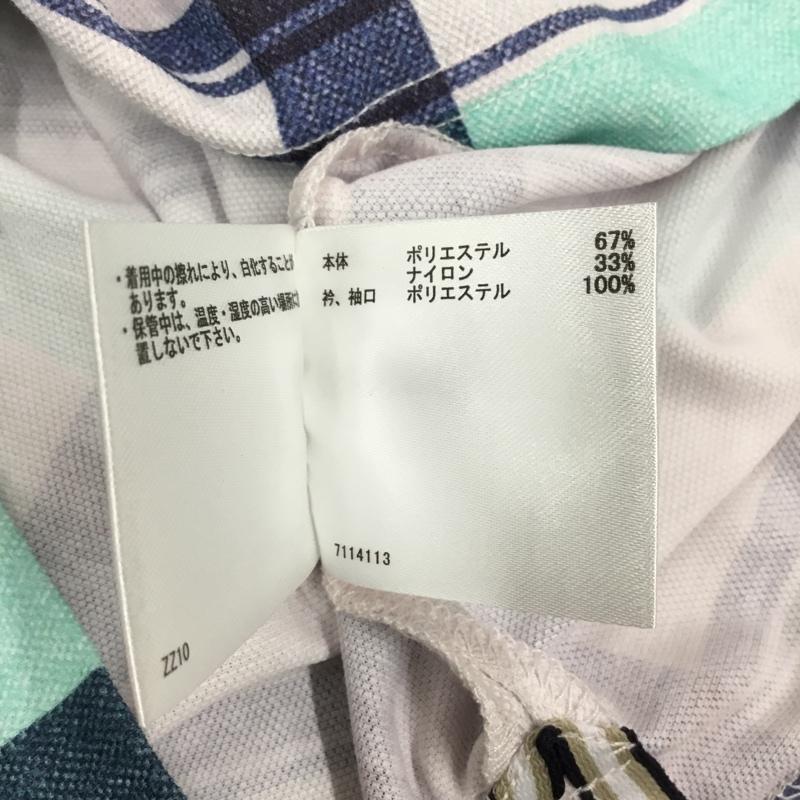 ・着用中の擦れにより、白化することが
あります。
・保管中は、温度・湿度の高い場所に
置しないで下さい。
ZZ10
本体 ポリエステル 67%
ナイロン 33%
衿、袖口 ポリエステル 100%
7114113